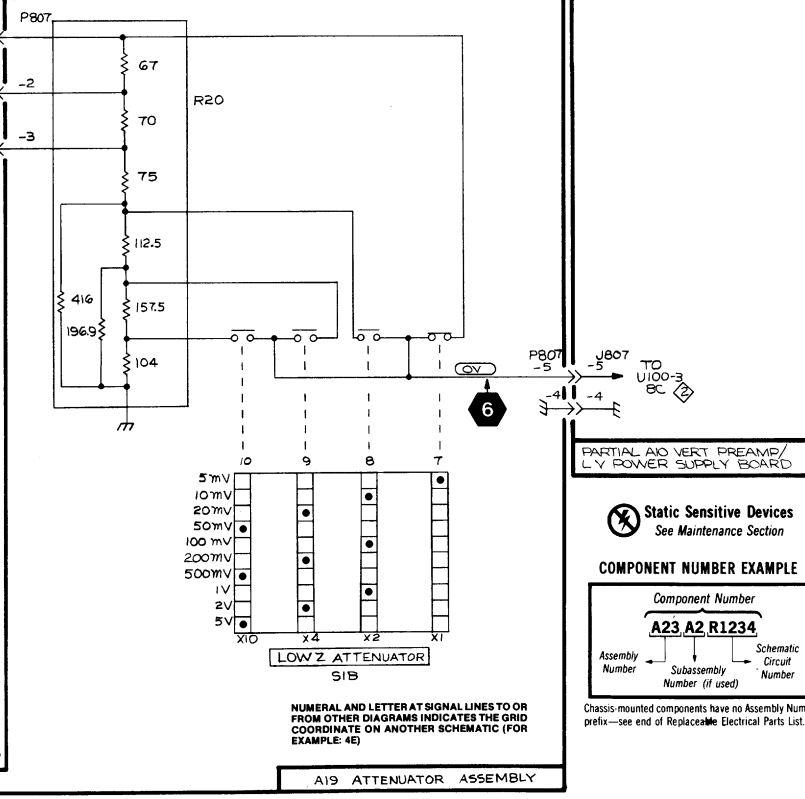 P807
67
-2
R20
70
-3
75
112.5
416
157.5
196.9
104
P807
-5
J807
-5
TO
U100-3
8C 2
0V
6
-4
-4
PARTIAL A10 VERT PREAMP/
LV POWER SUPPLY BOARD
10 9 8 7
5mV
10mV
20mV
50mV
100mV
200mV
500mV
1V
2V
5V
X10 X4 X2 X1
LOW Z ATTENUATOR
S1B
Static Sensitive Devices
See Maintenance Section
COMPONENT NUMBER EXAMPLE
Component Number
A23 A2 R1234
Assembly
Number
Subassembly
Number (if used)
Schematic
Circuit
Number
Chassis-mounted components have no Assembly Num
prefix—see end of Replaceable Electrical Parts List.
NUMERAL AND LETTER AT SIGNAL LINES TO OR
FROM OTHER DIAGRAMS INDICATES THE GRID
COORDINATE ON ANOTHER SCHEMATIC (FOR
EXAMPLE: 4E)
A19 ATTENUATOR ASSEMBLY